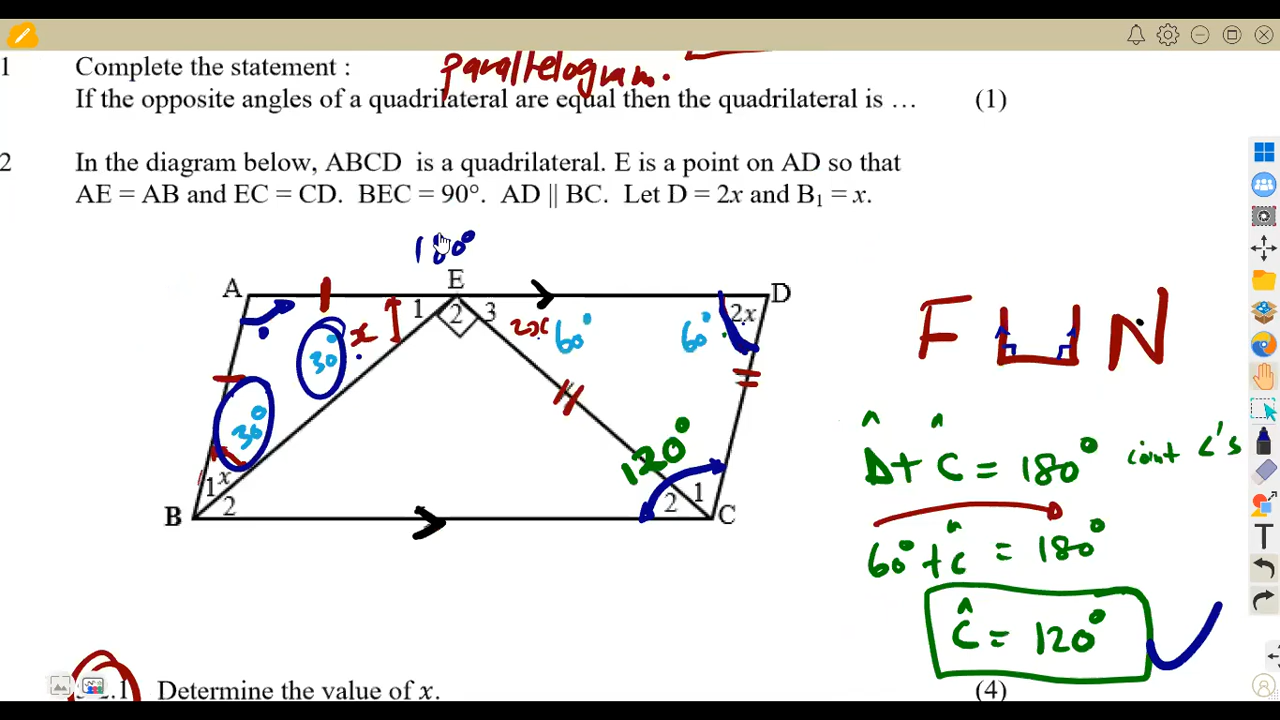 parallelogram.
1 Complete the statement :
If the opposite angles of a quadrilateral are equal then the quadrilateral is … (1)
2 In the diagram below, ABCD is a quadrilateral. E is a point on AD so that
AE = AB and EC = CD. BEC = 90°. AD || BC. Let D = 2x and B₁ = x.
180°
A E D
1 2 3 2x
x 2x 60° 60°
30°
30°
120°
1 x
2 2 1
B C
F N
D̂ + Ĉ = 180° coint ∠'s
60° + Ĉ = 180°
Ĉ = 120°
.1 Determine the value of x. (4)
T